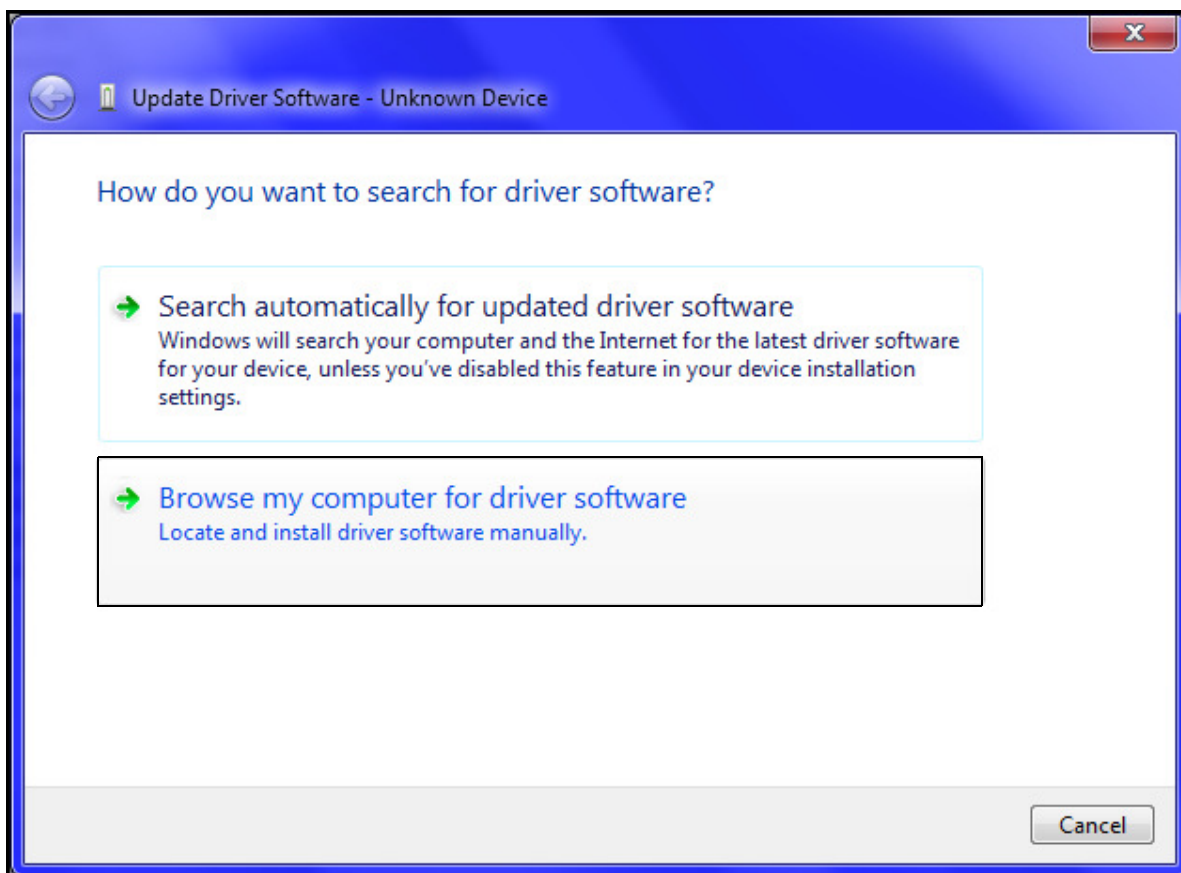 Update Driver Software - Unknown Device
How do you want to search for driver software?
Search automatically for updated driver software
Windows will search your computer and the Internet for the latest driver software
for your device, unless you've disabled this feature in your device installation
settings.
Browse my computer for driver software
Locate and install driver software manually.
Cancel